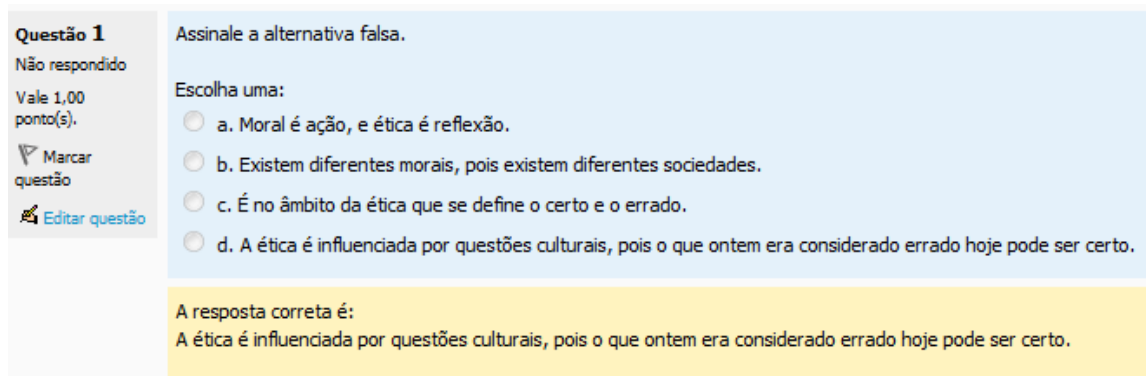 Questão 1
Não respondido
Vale 1,00
ponto(s).
Marcar
questão
Editar questão
Assinale a alternativa falsa.
Escolha uma:
a. Moral é ação, e ética é reflexão.
b. Existem diferentes morais, pois existem diferentes sociedades.
c. É no âmbito da ética que se define o certo e o errado.
d. A ética é influenciada por questões culturais, pois o que ontem era considerado errado hoje pode ser certo.
A resposta correta é:
A ética é influenciada por questões culturais, pois o que ontem era considerado errado hoje pode ser certo.